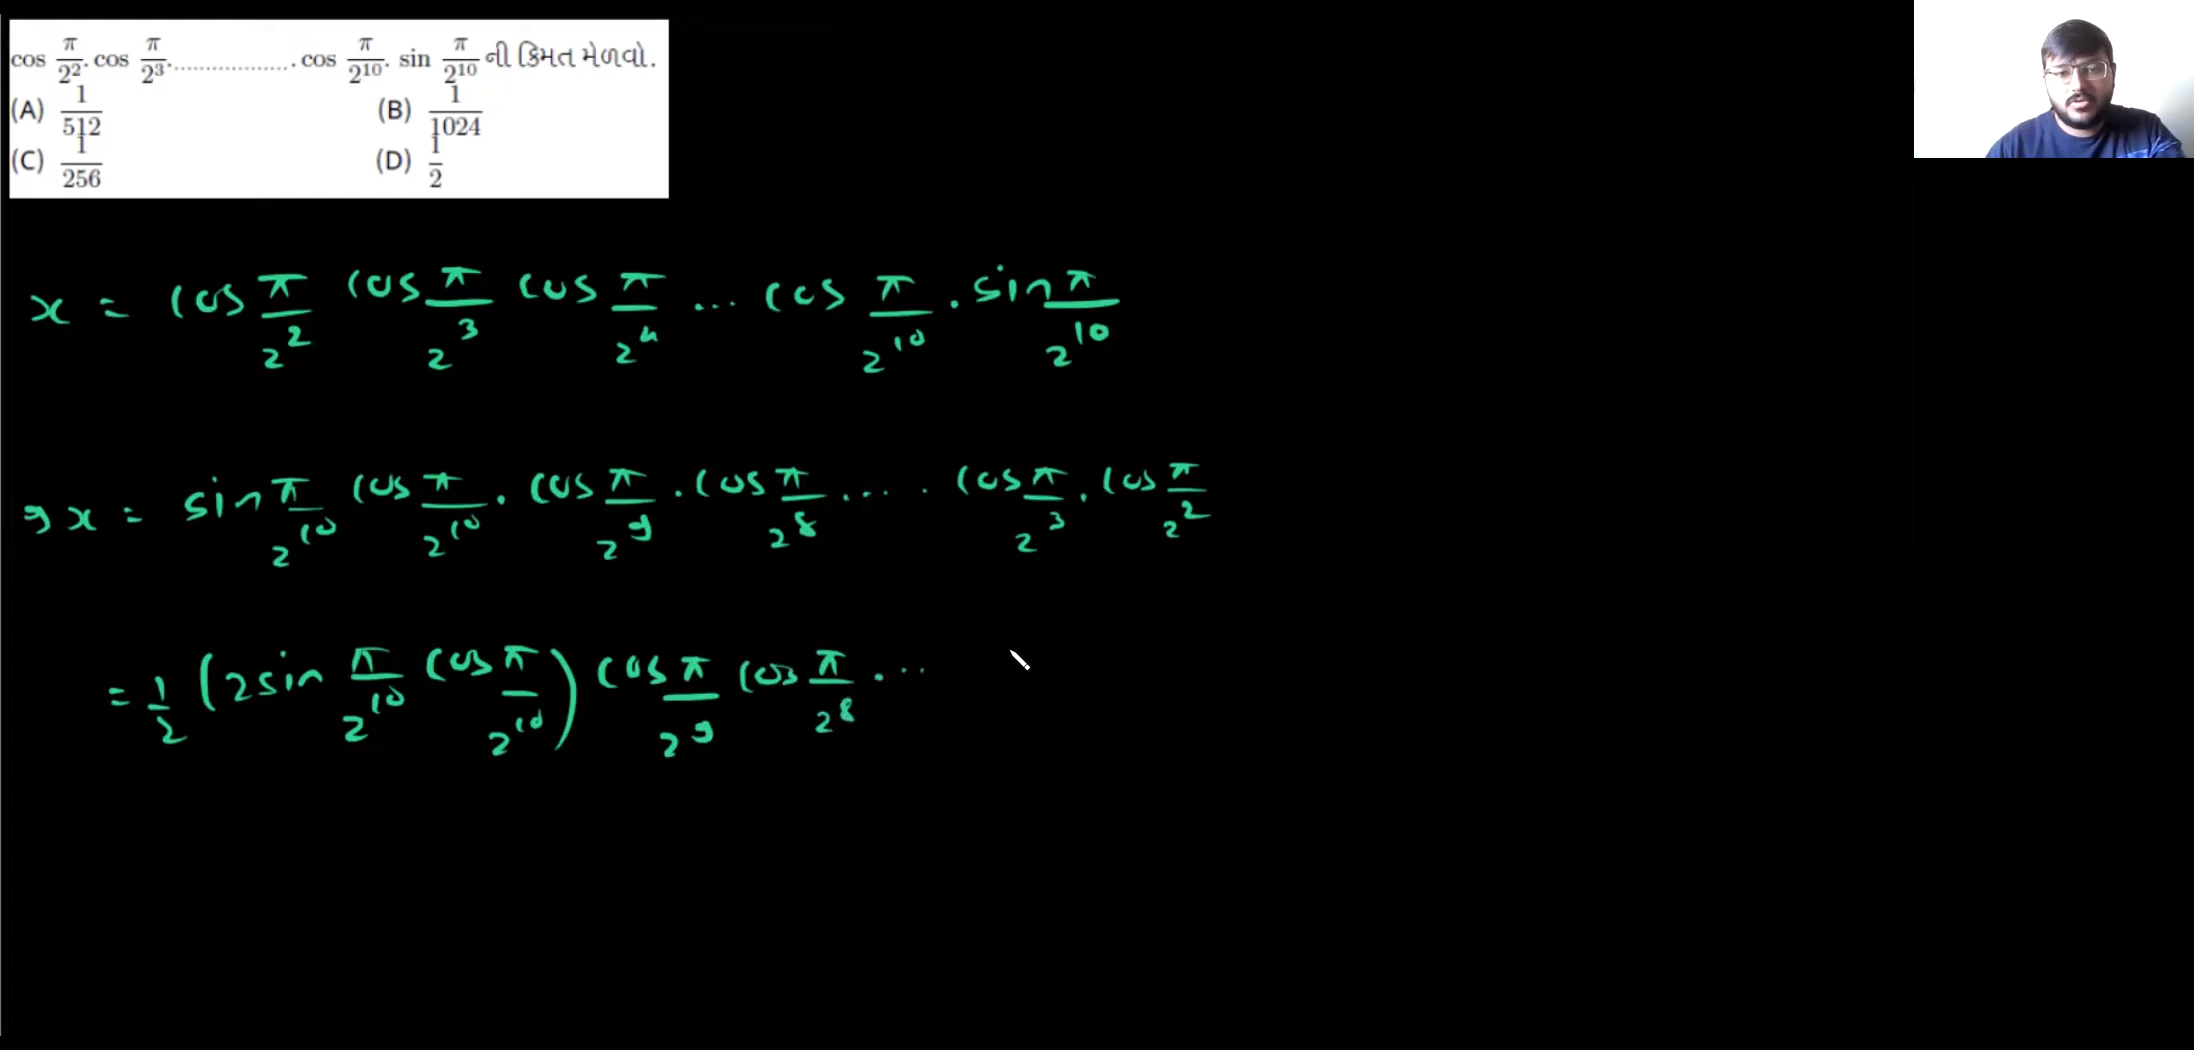 cos π/2². cos π/2³. .................. . cos π/2¹⁰. sin π/2¹⁰ ની કિંમત મેળવો.
(A) 1/512 (B) 1/1024
(C) 1/256 (D) 1/2
x = cos π/2² cos π/2³ cos π/2⁴ ... cos π/2¹⁰ . sin π/2¹⁰
9x = sin π/2¹⁰ cos π/2¹⁰ . cos π/2⁹ . cos π/2⁸ .... . cos π/2³ . cos π/2²
= 1/2 (2sin π/2¹⁰ cos π/2¹⁰) cos π/2⁹ cos π/2⁸ ...